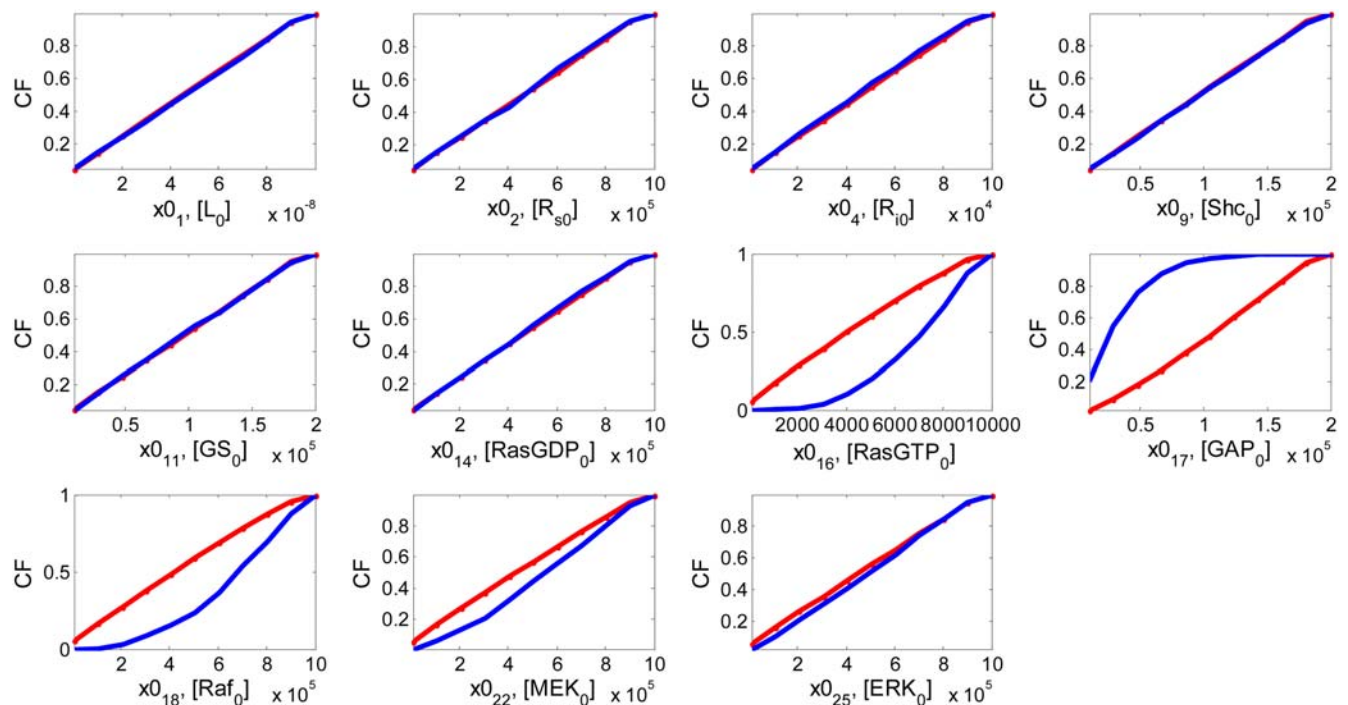 CF
0.8
0.6
0.4
0.2
2 4 6 8
x0₁, [L₀] x 10⁻⁸
CF
0.8
0.6
0.4
0.2
2 4 6 8 10
x0₂, [Rₛ₀] x 10⁵
CF
0.8
0.6
0.4
0.2
2 4 6 8 10
x0₄, [Rᵢ₀] x 10⁴
CF
0.8
0.6
0.4
0.2
0.5 1 1.5 2
x0₉, [Shc₀] x 10⁵
CF
0.8
0.6
0.4
0.2
0.5 1 1.5 2
x0₁₁, [GS₀] x 10⁵
CF
0.8
0.6
0.4
0.2
2 4 6 8 10
x0₁₄, [RasGDP₀] x 10⁵
CF
1
0.5
0
2000 4000 6000 8000 10000
x0₁₆, [RasGTP₀]
CF
0.8
0.6
0.4
0.2
0.5 1 1.5 2
x0₁₇, [GAP₀] x 10⁵
CF
1
0.5
0
2 4 6 8 10
x0₁₈, [Raf₀] x 10⁵
CF
0.8
0.6
0.4
0.2
2 4 6 8 10
x0₂₂, [MEK₀] x 10⁵
CF
0.8
0.6
0.4
0.2
2 4 6 8 10
x0₂₅, [ERK₀] x 10⁵